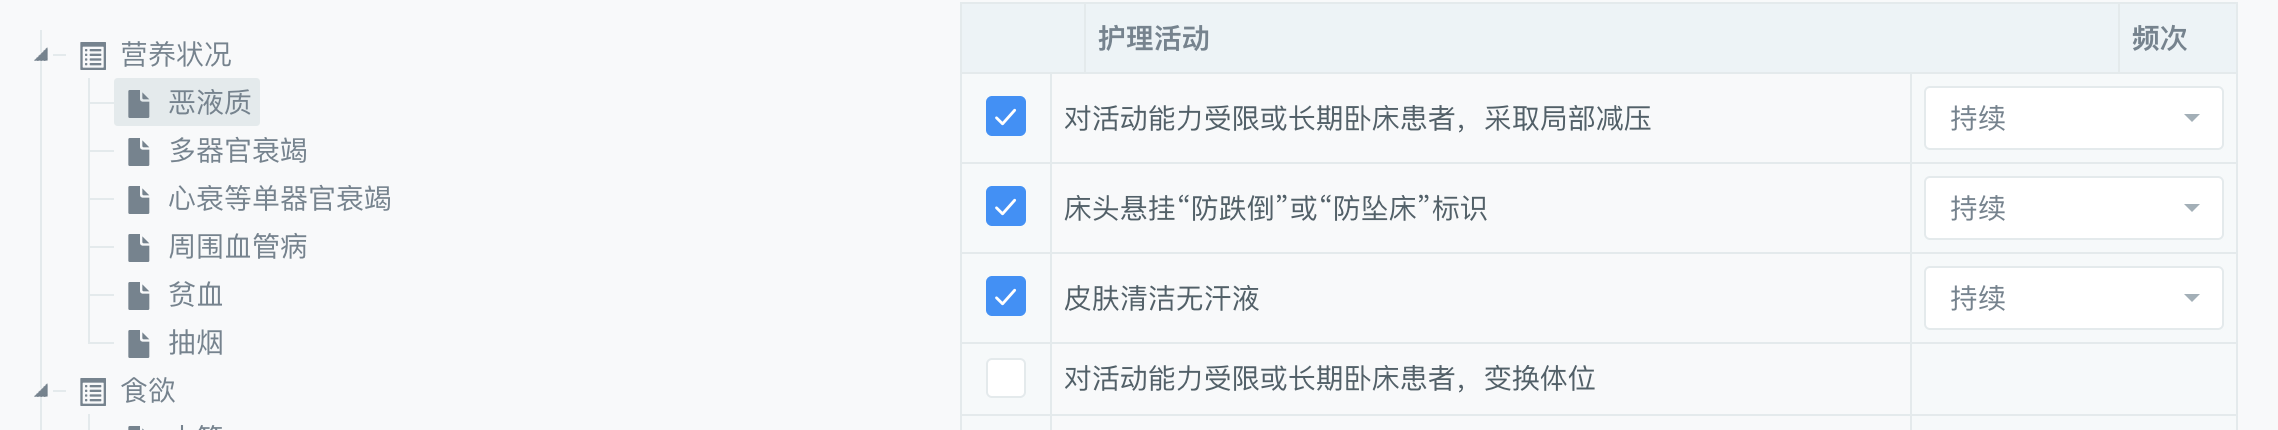 营养状况
恶液质
多器官衰竭
心衰等单器官衰竭
周围血管病
贫血
抽烟
食欲
护理活动 频次
对活动能力受限或长期卧床患者，采取局部减压 持续
床头悬挂“防跌倒”或“防坠床”标识 持续
皮肤清洁无汗液 持续
对活动能力受限或长期卧床患者，变换体位